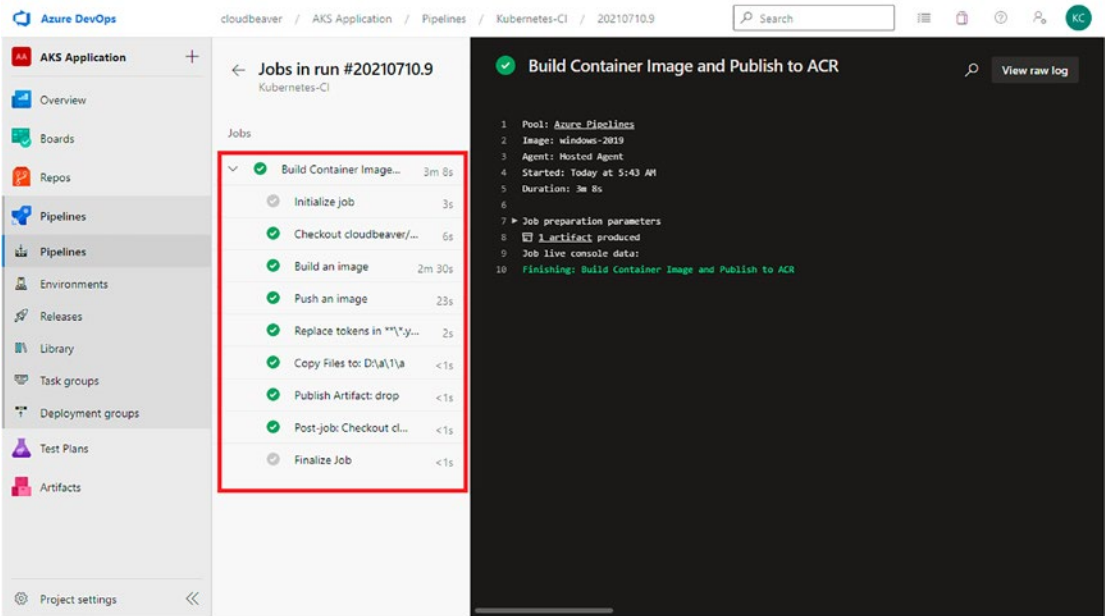 Azure DevOps
cloudbeaver / AKS Application / Pipelines / Kubernetes-CI / 20210710.9
Search
KC
AA AKS Application
Overview
Boards
Repos
Pipelines
Pipelines
Environments
Releases
Library
Task groups
Deployment groups
Test Plans
Artifacts
Project settings
Jobs in run #20210710.9
Kubernetes-CI
Jobs
Build Container Image... 3m 8s
Initialize job 3s
Checkout cloudbeaver/... 6s
Build an image 2m 30s
Push an image 23s
Replace tokens in **\*.y... 2s
Copy Files to: D:\a\1\a <1s
Publish Artifact: drop <1s
Post-job: Checkout cl... <1s
Finalize Job <1s
Build Container Image and Publish to ACR
View raw log
1 Pool: Azure Pipelines
2 Image: windows-2019
3 Agent: Hosted Agent
4 Started: Today at 5:43 AM
5 Duration: 3m 8s
6
7 Job preparation parameters
8 1 artifact produced
9 Job live console data:
10 Finishing: Build Container Image and Publish to ACR